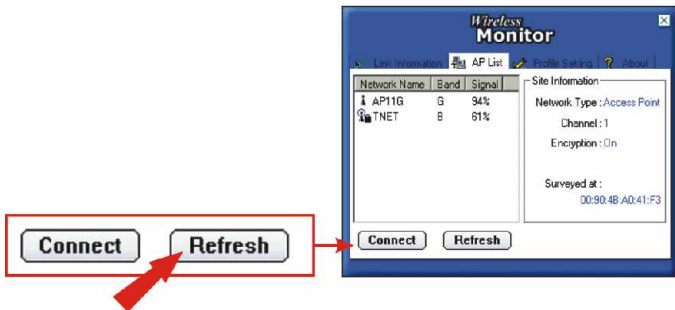 Wireless
Monitor
Link Information AP List Profile Setting About
Network Name Band Signal
AP11G G 94%
TNET B 61%
Site Information
Network Type : Access Point
Channel : 1
Encryption : On
Surveyed at :
00:90:4B:A0:41:F3
Connect Refresh
Connect Refresh